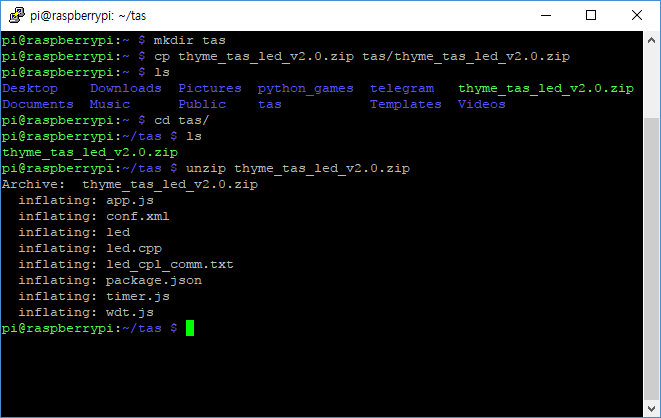 pi@raspberrypi: ~/tas
pi@raspberrypi:~ $ mkdir tas
pi@raspberrypi:~ $ cp thyme_tas_led_v2.0.zip tas/thyme_tas_led_v2.0.zip
pi@raspberrypi:~ $ ls
Desktop    Downloads  Pictures  python_games  telegram   thyme_tas_led_v2.0.zip
Documents  Music      Public    tas           Templates  Videos
pi@raspberrypi:~ $ cd tas/
pi@raspberrypi:~/tas $ ls
thyme_tas_led_v2.0.zip
pi@raspberrypi:~/tas $ unzip thyme_tas_led_v2.0.zip
Archive:  thyme_tas_led_v2.0.zip
  inflating: app.js
  inflating: conf.xml
  inflating: led
  inflating: led.cpp
  inflating: led_cpl_comm.txt
  inflating: package.json
  inflating: timer.js
  inflating: wdt.js
pi@raspberrypi:~/tas $